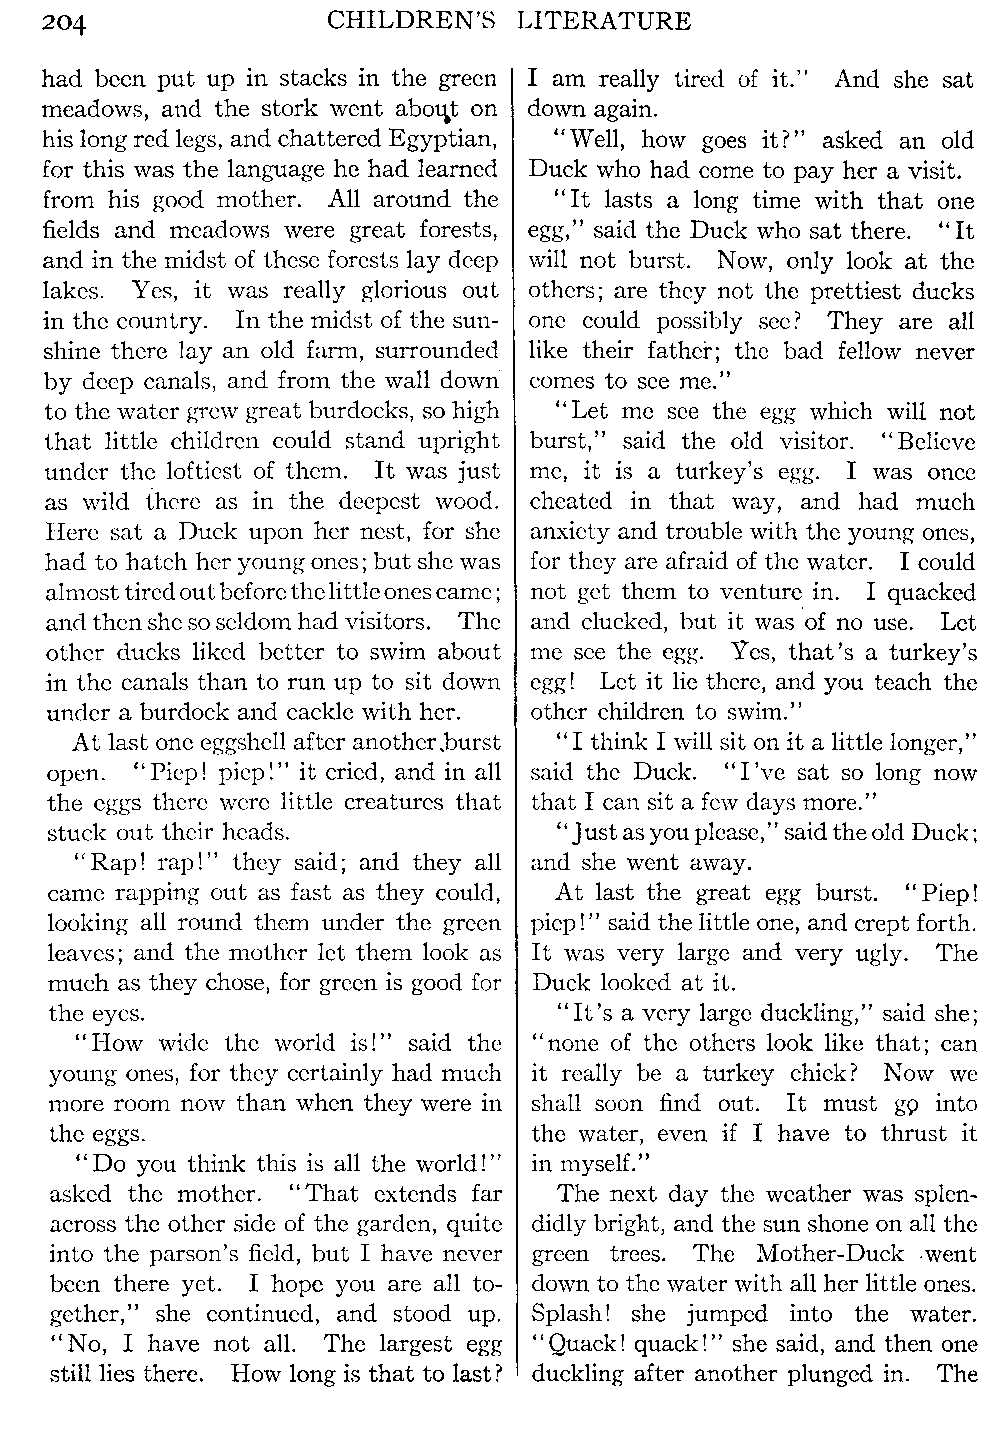 204 CHILDREN'S LITERATURE
had been put up in stacks in the green
meadows, and the stork went about on
his long red legs, and chattered Egyptian,
for this was the language he had learned
from his good mother. All around the
fields and meadows were great forests,
and in the midst of these forests lay deep
lakes. Yes, it was really glorious out
in the country. In the midst of the sun-
shine there lay an old farm, surrounded
by deep canals, and from the wall down
to the water grew great burdocks, so high
that little children could stand upright
under the loftiest of them. It was just
as wild there as in the deepest wood.
Here sat a Duck upon her nest, for she
had to hatch her young ones; but she was
almost tired out before the little ones came;
and then she so seldom had visitors. The
other ducks liked better to swim about
in the canals than to run up to sit down
under a burdock and cackle with her.
At last one eggshell after another burst
open. "Piep! piep!" it cried, and in all
the eggs there were little creatures that
stuck out their heads.
"Rap! rap!" they said; and they all
came rapping out as fast as they could,
looking all round them under the green
leaves; and the mother let them look as
much as they chose, for green is good for
the eyes.
"How wide the world is!" said the
young ones, for they certainly had much
more room now than when they were in
the eggs.
"Do you think this is all the world!"
asked the mother. "That extends far
across the other side of the garden, quite
into the parson's field, but I have never
been there yet. I hope you are all to-
gether," she continued, and stood up.
"No, I have not all. The largest egg
still lies there. How long is that to last?
I am really tired of it." And she sat
down again.
"Well, how goes it?" asked an old
Duck who had come to pay her a visit.
"It lasts a long time with that one
egg," said the Duck who sat there. "It
will not burst. Now, only look at the
others; are they not the prettiest ducks
one could possibly see? They are all
like their father; the bad fellow never
comes to see me."
"Let me see the egg which will not
burst," said the old visitor. "Believe
me, it is a turkey's egg. I was once
cheated in that way, and had much
anxiety and trouble with the young ones,
for they are afraid of the water. I could
not get them to venture in. I quacked
and clucked, but it was of no use. Let
me see the egg. Yes, that's a turkey's
egg! Let it lie there, and you teach the
other children to swim."
"I think I will sit on it a little longer,"
said the Duck. "I've sat so long now
that I can sit a few days more."
"Just as you please," said the old Duck;
and she went away.
At last the great egg burst. "Piep!
piep!" said the little one, and crept forth.
It was very large and very ugly. The
Duck looked at it.
"It's a very large duckling," said she;
"none of the others look like that; can
it really be a turkey chick? Now we
shall soon find out. It must go into
the water, even if I have to thrust it
in myself."
The next day the weather was splen-
didly bright, and the sun shone on all the
green trees. The Mother-Duck went
down to the water with all her little ones.
Splash! she jumped into the water.
"Quack! quack!" she said, and then one
duckling after another plunged in. The